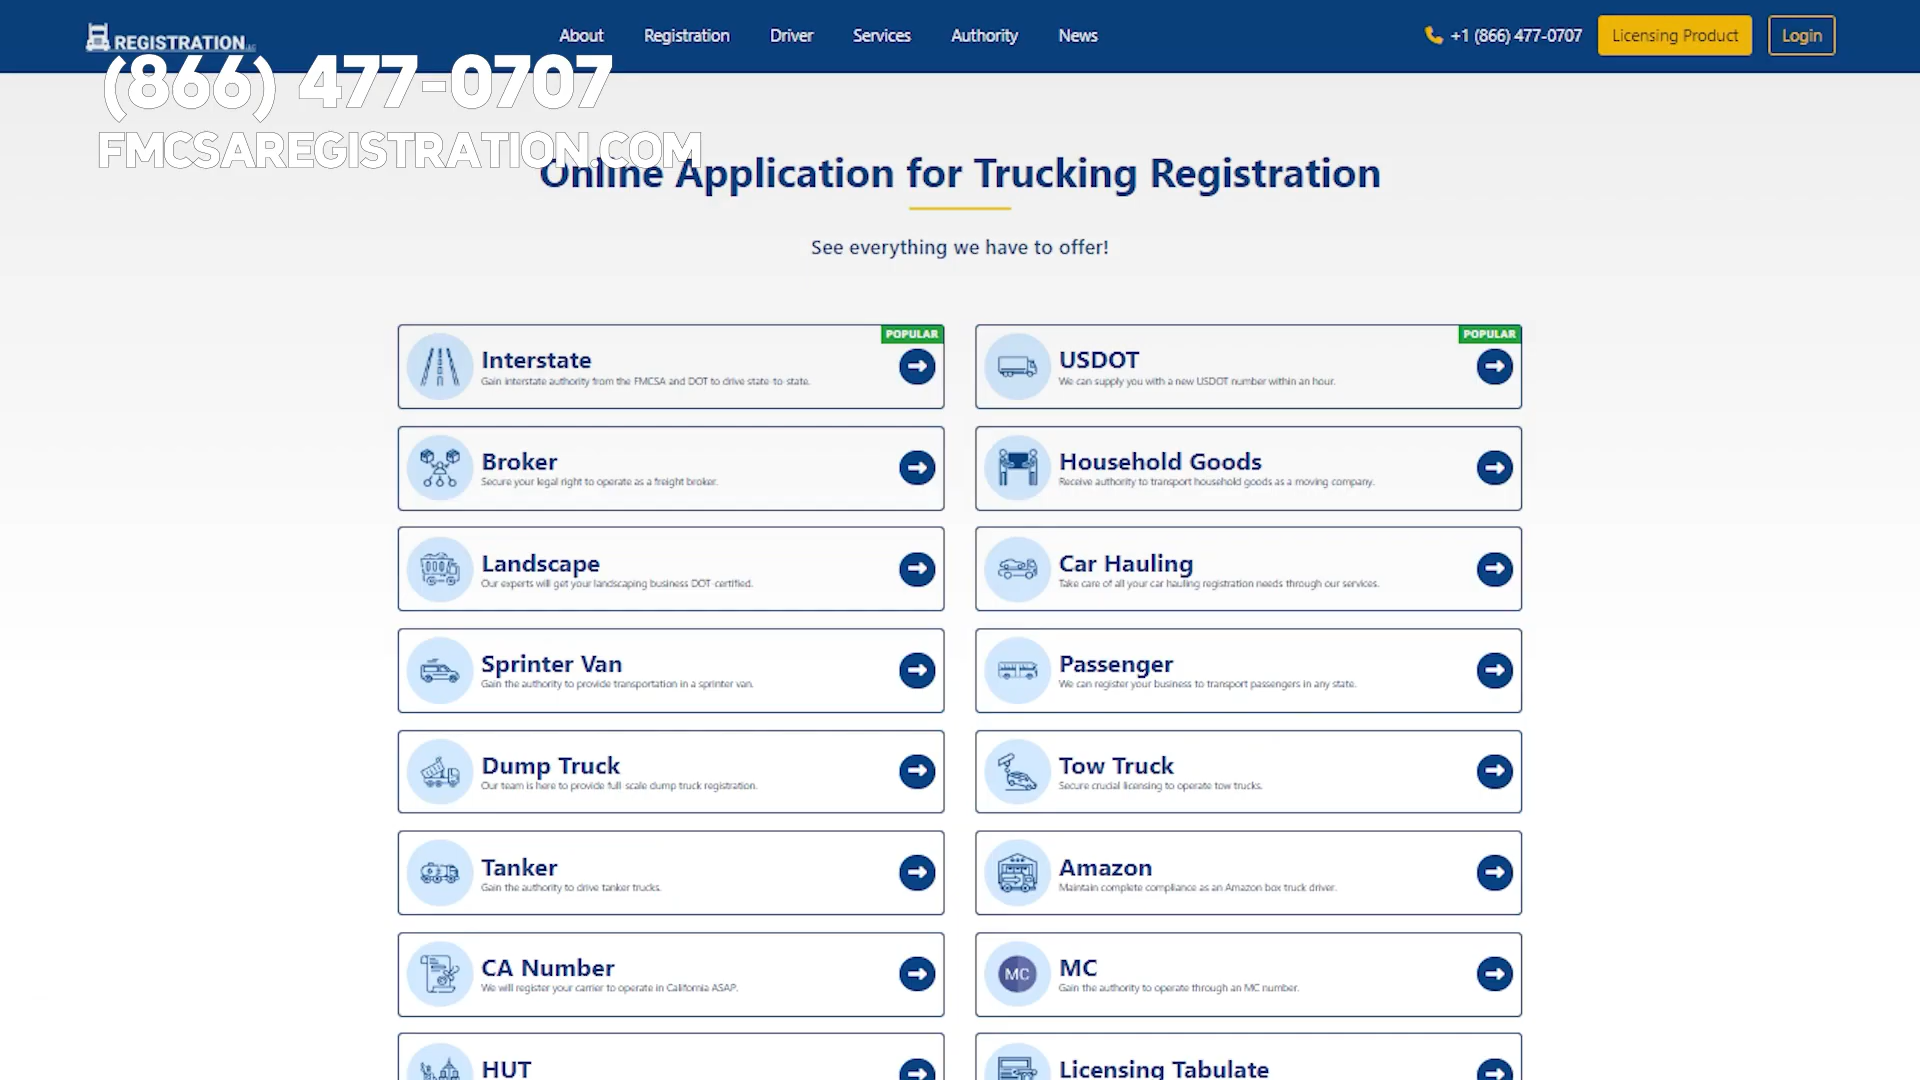 REGISTRATION
About
Registration
Driver
Services
Authority
News
+1 (866) 477-0707
Licensing Product
Login
(866) 477-0707
FMCSAREGISTRATION.COM
Online Application for Trucking Registration
See everything we have to offer!
POPULAR
Interstate
Gain interstate authority from the FMCSA and DOT to drive state-to-state.
POPULAR
USDOT
We can supply you with a new USDOT number within an hour.
Broker
Secure your legal right to operate as a freight broker.
Household Goods
Receive authority to transport household goods as a moving company.
Landscape
Our experts will get your landscaping business DOT-certified.
Car Hauling
Take care of all your car hauling registration needs through our services.
Sprinter Van
Gain the authority to provide transportation in a sprinter van.
Passenger
We can register your business to transport passengers in any state.
Dump Truck
Our team is here to provide full-scale dump truck registration.
Tow Truck
Secure crucial licensing to operate tow trucks.
Tanker
Gain the authority to drive tanker trucks.
Amazon
Maintain complete compliance as an Amazon box truck driver.
CA Number
We will register your carrier to operate in California ASAP.
MC
MC
Gain the authority to operate through an MC number.
HUT
Licensing Tabulate